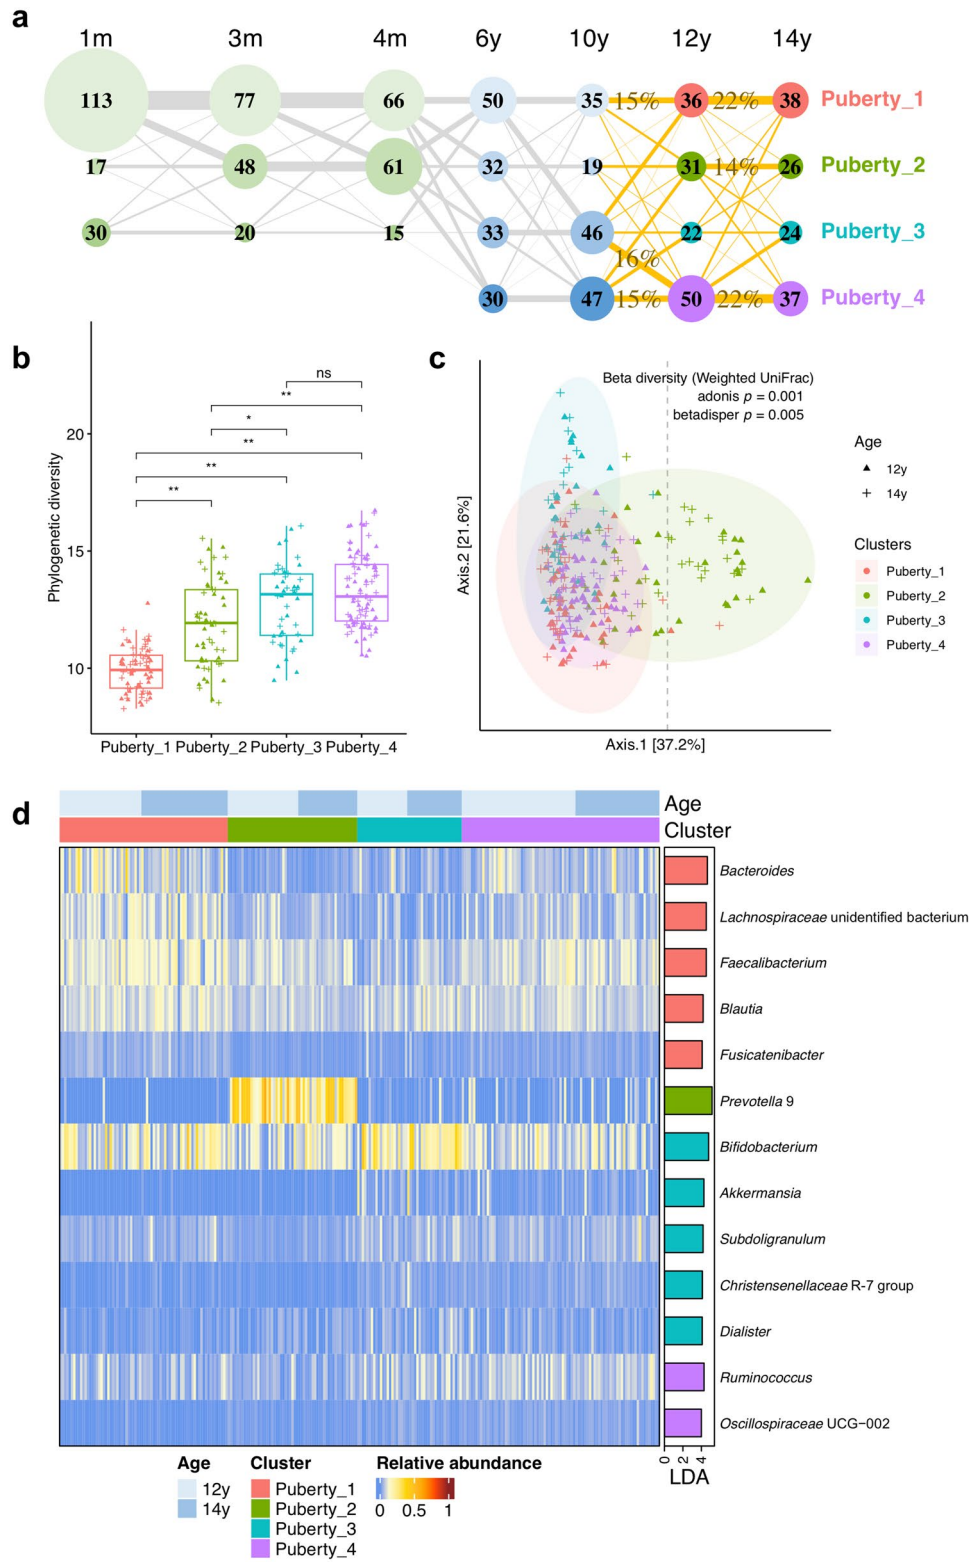 a
1m 3m 4m 6y 10y 12y 14y
113 77 66 50 35 15% 36 22% 38 Puberty_1
17 48 61 32 19 31 14% 26 Puberty_2
30 20 15 33 46 22 24 Puberty_3
16%
30 47 15% 50 22% 37 Puberty_4
b
ns
**
*
**
**
**
Phylogenetic diversity
20
15
10
Puberty_1 Puberty_2 Puberty_3 Puberty_4
c
Beta diversity (Weighted UniFrac)
adonis p = 0.001
betadisper p = 0.005
Axis.2 [21.6%]
Axis.1 [37.2%]
Age
12y
14y
Clusters
Puberty_1
Puberty_2
Puberty_3
Puberty_4
d
Age
Cluster
Bacteroides
Lachnospiraceae unidentified bacterium
Faecalibacterium
Blautia
Fusicatenibacter
Prevotella 9
Bifidobacterium
Akkermansia
Subdoligranulum
Christensenellaceae R-7 group
Dialister
Ruminococcus
Oscillospiraceae UCG-002
0 2 4
LDA
Age
12y
14y
Cluster
Puberty_1
Puberty_2
Puberty_3
Puberty_4
Relative abundance
0 0.5 1